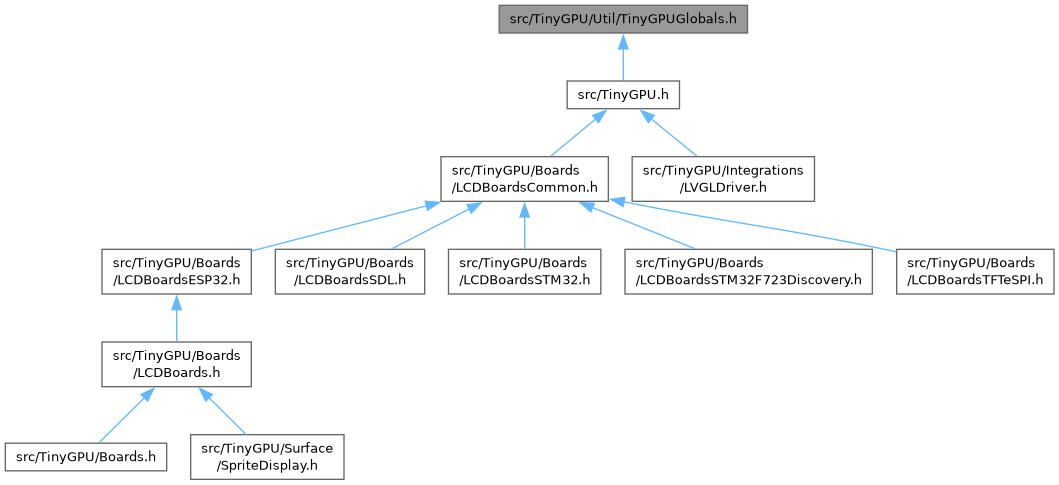 src/TinyGPU/Util/TinyGPUGlobals.h
src/TinyGPU.h
src/TinyGPU/Boards
/LCDBoardsCommon.h
src/TinyGPU/Integrations
/LVGLDriver.h
src/TinyGPU/Boards
/LCDBoardsESP32.h
src/TinyGPU/Boards
/LCDBoardsSDL.h
src/TinyGPU/Boards
/LCDBoardsSTM32.h
src/TinyGPU/Boards
/LCDBoardsSTM32F723Discovery.h
src/TinyGPU/Boards
/LCDBoardsTFTeSPI.h
src/TinyGPU/Boards
/LCDBoards.h
src/TinyGPU/Boards.h
src/TinyGPU/Surface
/SpriteDisplay.h